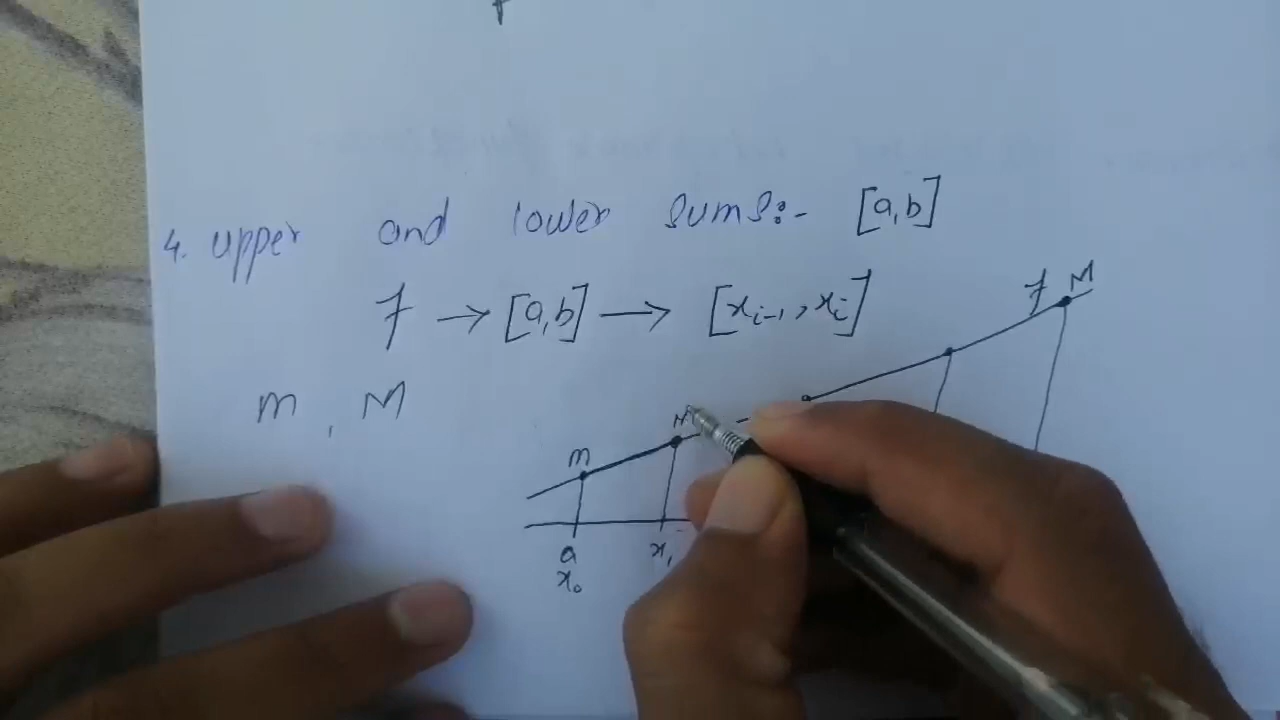 4. upper and lower sums:- [a,b]
f → [a,b] → [xᵢ₋₁, xᵢ]
f M
m , M
m M
a x₁
x₀